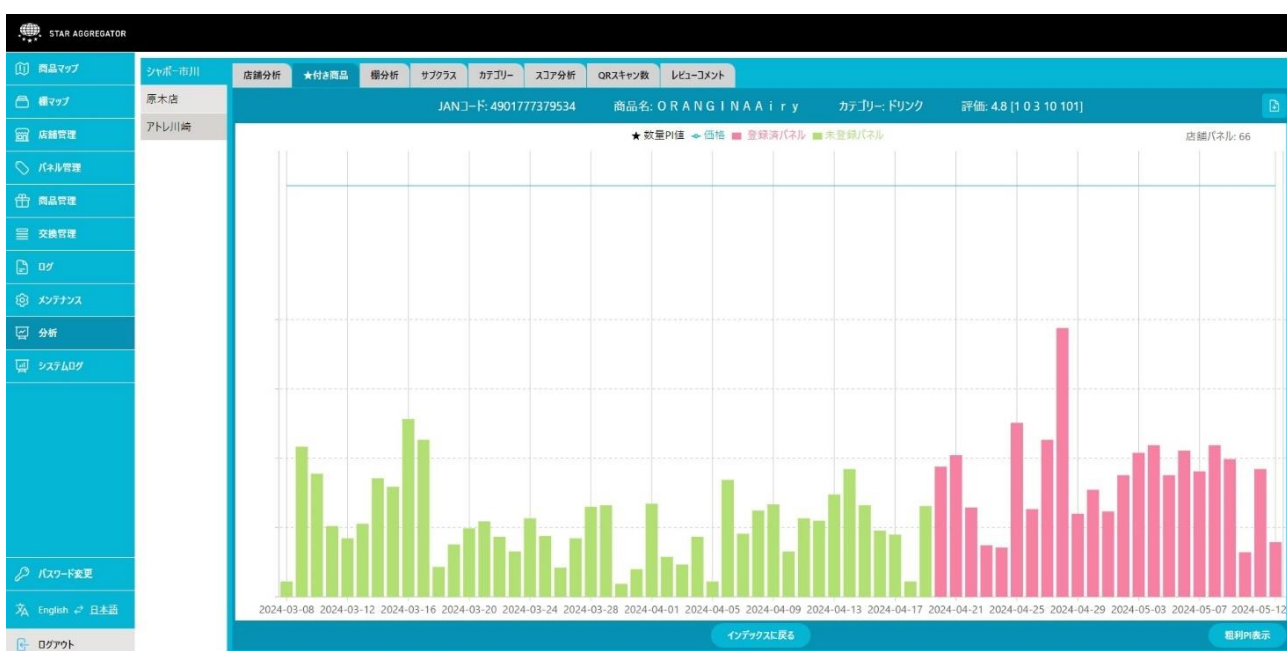 STAR AGGREGATOR
商品マップ
棚マップ
店舗管理
パネル管理
商品管理
交換管理
ログ
メンテナンス
分析
システムログ
パスワード変更
English ⇄ 日本語
ログアウト
シャポー市川
原木店
アトレ川崎
店舗分析 ★付き商品 棚分析 サブクラス カテゴリー スコア分析 QRスキャン数 レビューコメント
JANコード: 4901777379534 商品名: ＯＲＡＮＧＩＮＡＡｉｒｙ カテゴリー: ドリンク 評価: 4.8 [1 0 3 10 101]
★ 数量PI値 価格 登録済パネル 未登録パネル
店舗パネル: 66
2024-03-08 2024-03-12 2024-03-16 2024-03-20 2024-03-24 2024-03-28 2024-04-01 2024-04-05 2024-04-09 2024-04-13 2024-04-17 2024-04-21 2024-04-25 2024-04-29 2024-05-03 2024-05-07 2024-05-12
インデックスに戻る
粗利PI表示